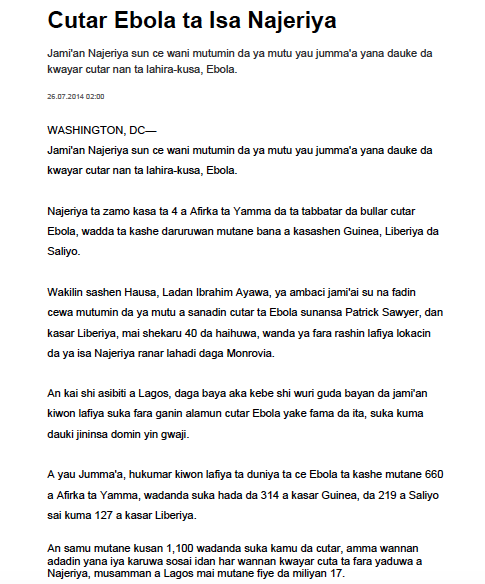 Cutar Ebola ta Isa Najeriya
Jami'an Najeriya sun ce wani mutumin da ya mutu yau jumma'a yana dauke da
kwayar cutar nan ta lahira-kusa, Ebola.
26.07.2014 02:00
WASHINGTON, DC—
Jami'an Najeriya sun ce wani mutumin da ya mutu yau jumma'a yana dauke da
kwayar cutar nan ta lahira-kusa, Ebola.
Najeriya ta zamo kasa ta 4 a Afirka ta Yamma da ta tabbatar da bullar cutar
Ebola, wadda ta kashe daruruwan mutane bana a kasashen Guinea, Liberiya da
Saliyo.
Wakilin sashen Hausa, Ladan Ibrahim Ayawa, ya ambaci jami'ai su na fadin
cewa mutumin da ya mutu a sanadin cutar ta Ebola sunansa Patrick Sawyer, dan
kasar Liberiya, mai shekaru 40 da haihuwa, wanda ya fara rashin lafiya lokacin
da ya isa Najeriya ranar lahadi daga Monrovia.
An kai shi asibiti a Lagos, daga baya aka kebe shi wuri guda bayan da jami'an
kiwon lafiya suka fara ganin alamun cutar Ebola yake fama da ita, suka kuma
dauki jininsa domin yin gwaji.
A yau Jumma'a, hukumar kiwon lafiya ta duniya ta ce Ebola ta kashe mutane 660
a Afirka ta Yamma, wadanda suka hada da 314 a kasar Guinea, da 219 a Saliyo
sai kuma 127 a kasar Liberiya.
An samu mutane kusan 1,100 wadanda suka kamu da cutar, amma wannan
adadin yana iya karuwa sosai idan har wannan kwayar cuta ta fara yaduwa a
Najeriya, musamman a Lagos mai mutane fiye da miliyan 17.